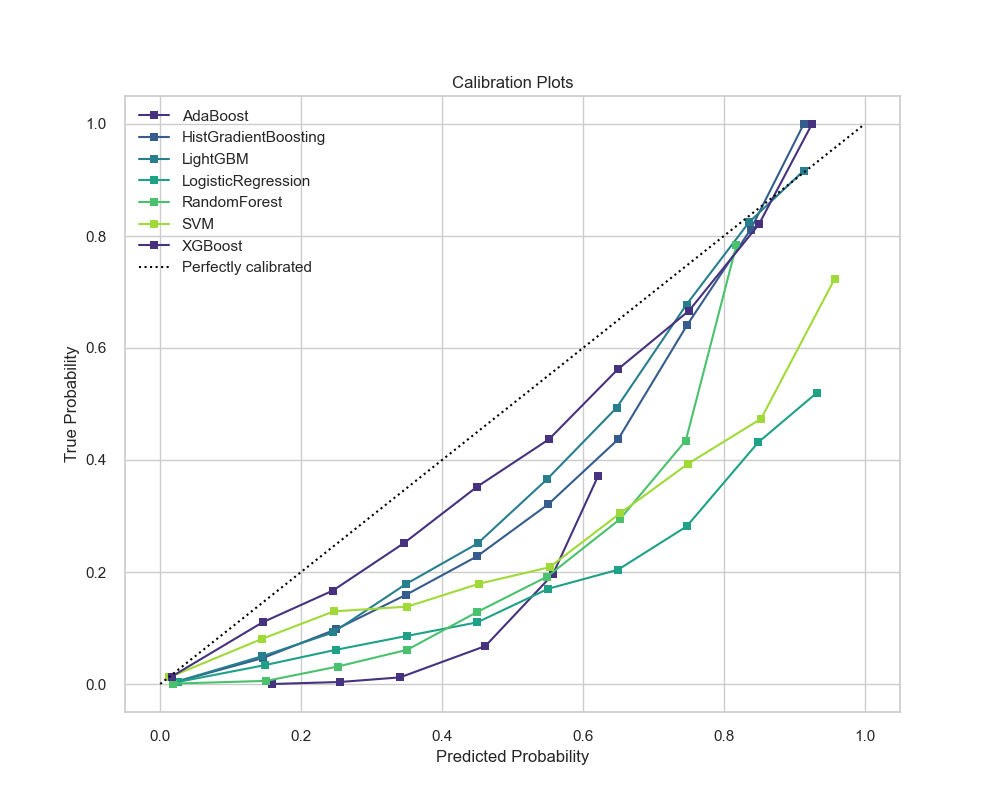 Calibration Plots
AdaBoost
HistGradientBoosting
LightGBM
LogisticRegression
RandomForest
SVM
XGBoost
Perfectly calibrated
1.0
0.8
0.6
0.4
0.2
0.0
True Probability
0.0 0.2 0.4 0.6 0.8 1.0
Predicted Probability